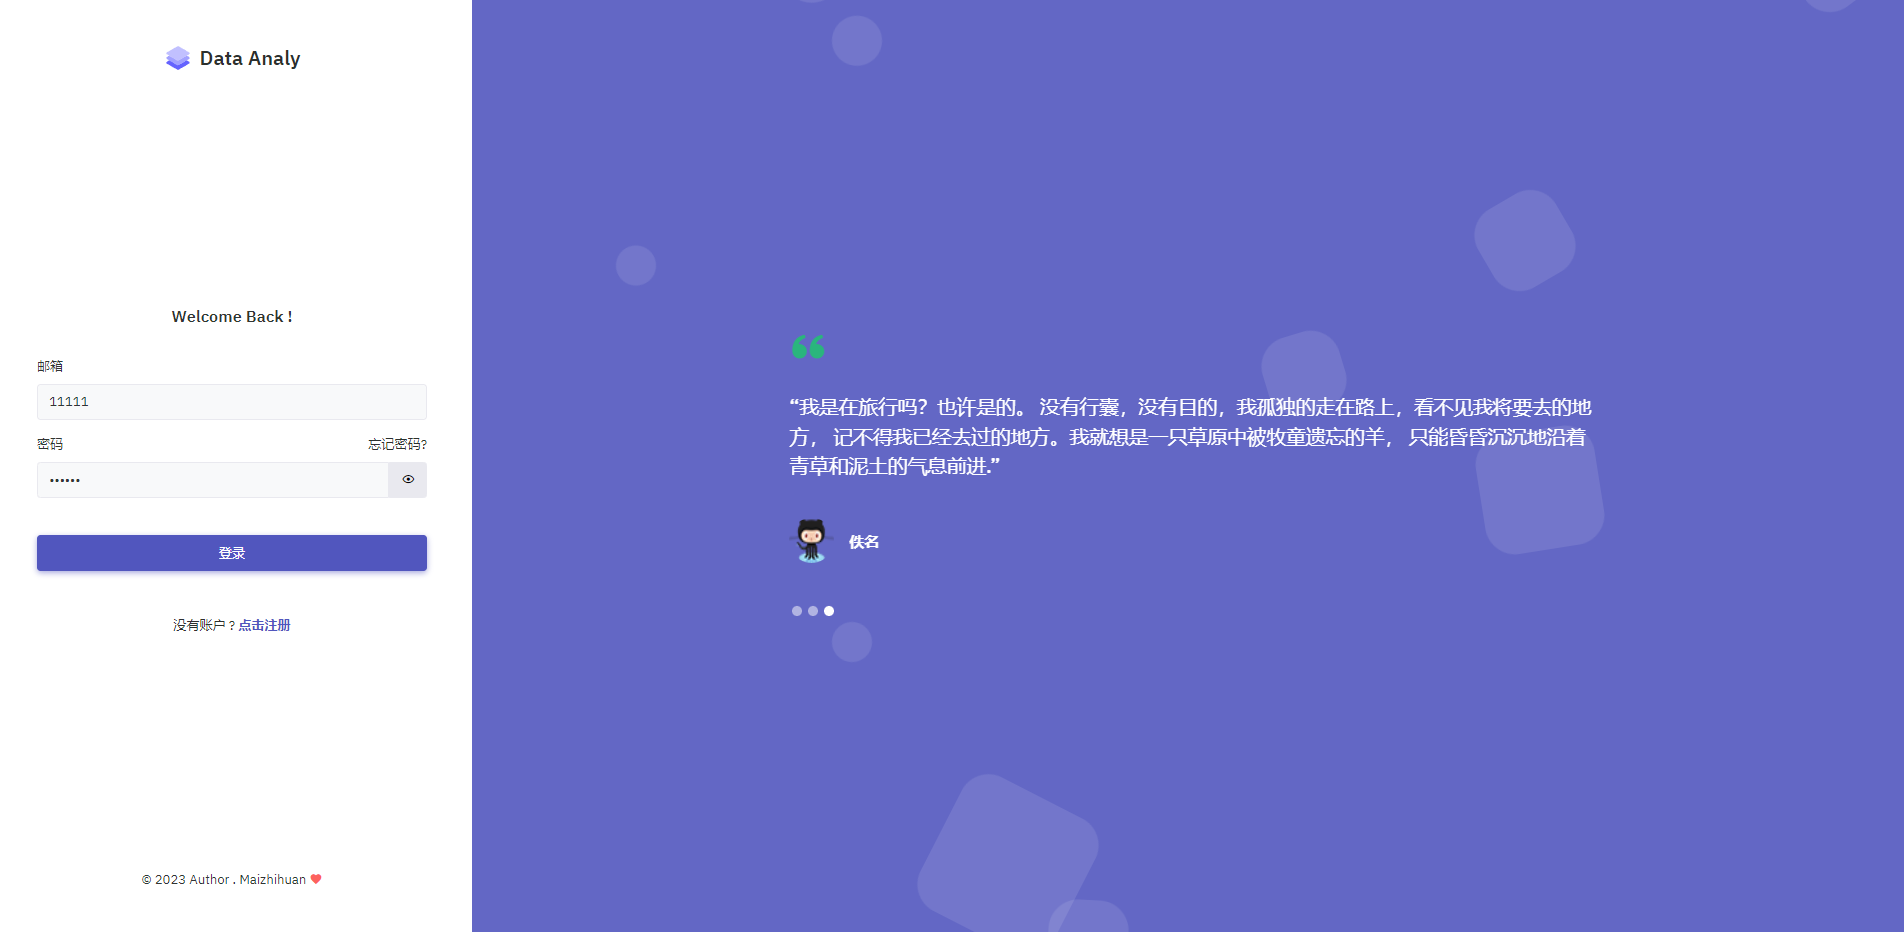 Data Analy
Welcome Back !
邮箱
11111
密码 忘记密码?
••••••
登录
没有账户 ? 点击注册
© 2023 Author . Maizhihuan
“我是在旅行吗？也许是的。 没有行囊，没有目的，我孤独的走在路上，看不见我将要去的地
方， 记不得我已经去过的地方。我就想是一只草原中被牧童遗忘的羊， 只能昏昏沉沉地沿着
青草和泥土的气息前进.”
佚名